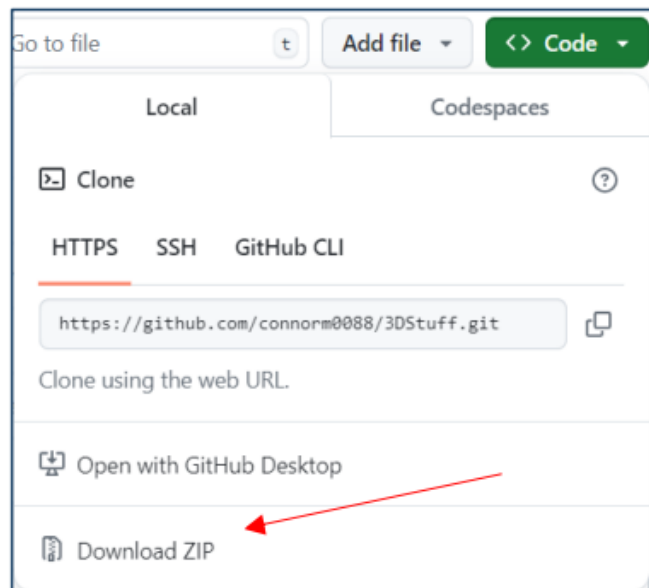 Go to file t Add file <> Code
Local Codespaces
Clone
HTTPS SSH GitHub CLI
https://github.com/connorm0088/3DStuff.git
Clone using the web URL.
Open with GitHub Desktop
Download ZIP